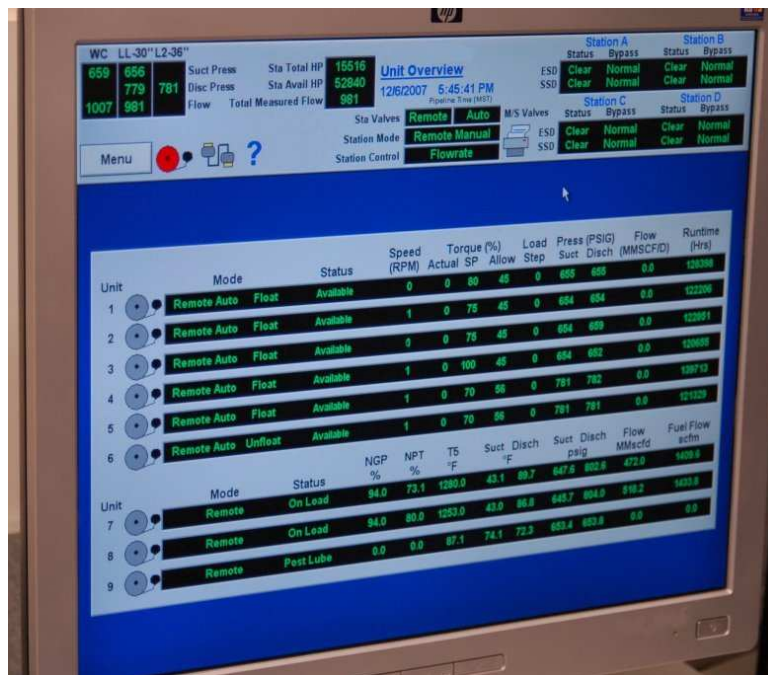 hp
WC LL-30" L2-36"
659 656 Suct Press Sta Total HP 15516
779 781 Disc Press Sta Avail HP 52840
1007 981 Flow Total Measured Flow 981
Unit Overview
12/6/2007 5:45:41 PM
Pipeline Time (MST)
Sta Valves Remote Auto M/S Valves
Station Mode Remote Manual
Station Control Flowrate
Station A Station B
Status Bypass Status Bypass
ESD Clear Normal Clear Normal
SSD Clear Normal Clear Normal
Station C Station D
Status Bypass Status Bypass
ESD Clear Normal Clear Normal
SSD Clear Normal Clear Normal
Menu ?
Speed Torque (%) Load Press (PSIG) Flow Runtime
Unit Mode Status (RPM) Actual SP Allow Step Suct Disch (MMSCF/D) (Hrs)
1 Remote Auto Float Available 0 0 80 45 0 655 655 0.0 128398
2 Remote Auto Float Available 1 0 75 45 0 654 654 0.0 122206
3 Remote Auto Float Available 0 0 75 45 0 654 659 0.0 122951
4 Remote Auto Float Available 1 0 100 45 0 654 652 0.0 120655
5 Remote Auto Float Available 1 0 70 56 0 781 782 0.0 139713
6 Remote Auto Unfloat Available 1 0 70 56 0 781 781 0.0 121329
NGP NPT T5 Suct Disch Suct Disch Flow Fuel Flow
Unit Mode Status % % °F °F psig MMscfd scfm
7 Remote On Load 94.0 73.1 1280.0 43.1 89.7 647.6 802.6 472.0 1409.6
8 Remote On Load 94.0 80.0 1253.0 43.0 86.8 645.7 804.0 518.2 1433.8
9 Remote Post Lube 0.0 0.0 87.1 74.1 72.3 653.4 653.8 0.0 0.0